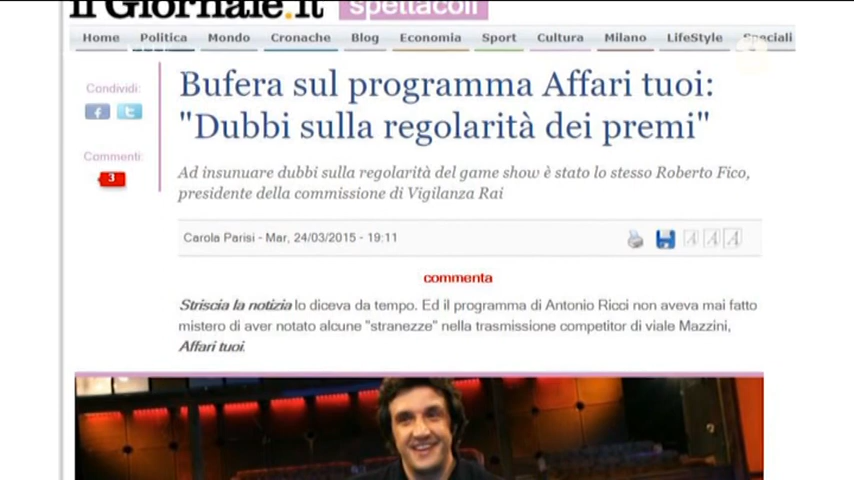 il Giornale.it spettacoli
Home Politica Mondo Cronache Blog Economia Sport Cultura Milano LifeStyle Speciali
Condividi:
Commenti:
3
Bufera sul programma Affari tuoi:
"Dubbi sulla regolarità dei premi"
Ad insunuare dubbi sulla regolarità del game show è stato lo stesso Roberto Fico,
presidente della commissione di Vigilanza Rai
Carola Parisi - Mar, 24/03/2015 - 19:11
A A A
commenta
Striscia la notizia lo diceva da tempo. Ed il programma di Antonio Ricci non aveva mai fatto
mistero di aver notato alcune "stranezze" nella trasmissione competitor di viale Mazzini,
Affari tuoi.